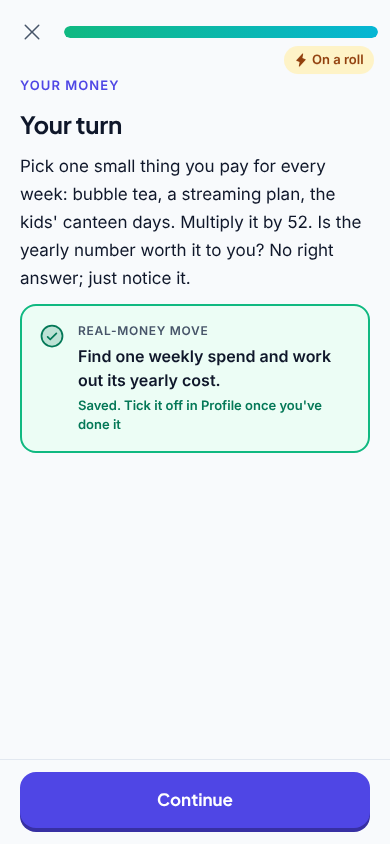 On a roll
YOUR MONEY
Your turn
Pick one small thing you pay for every
week: bubble tea, a streaming plan, the
kids' canteen days. Multiply it by 52. Is the
yearly number worth it to you? No right
answer; just notice it.
REAL-MONEY MOVE
Find one weekly spend and work
out its yearly cost.
Saved. Tick it off in Profile once you've
done it
Continue